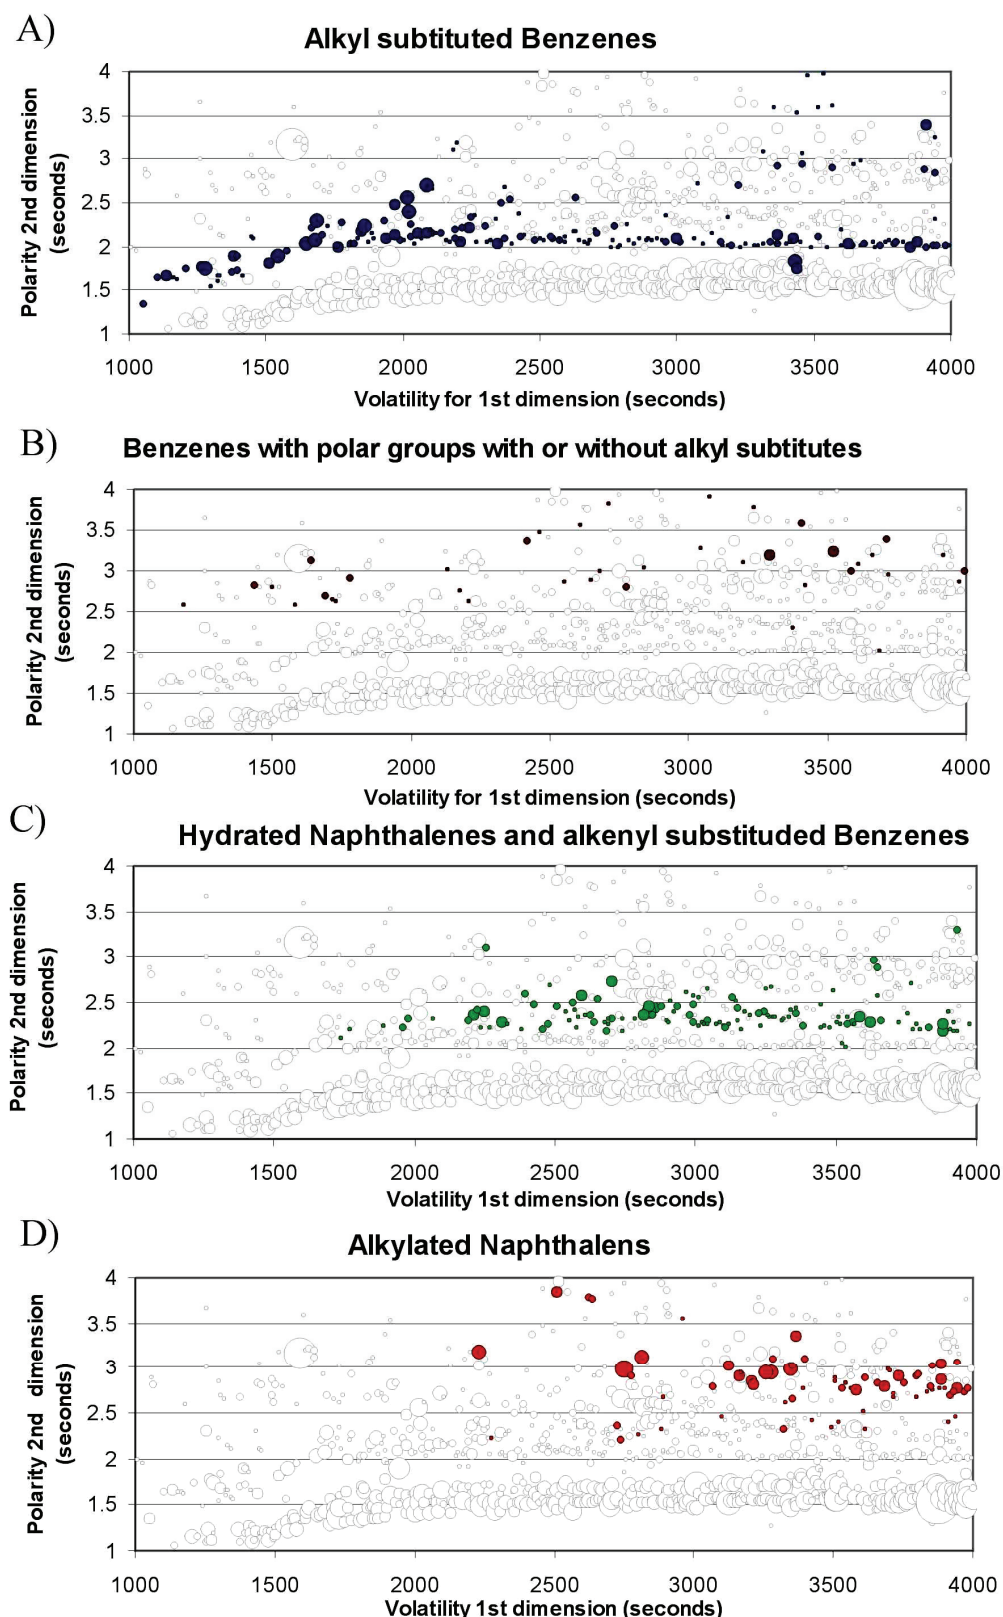 A)
Alkyl subtituted Benzenes
Polarity 2nd dimension
(seconds)
4
3.5
3
2.5
2
1.5
1
1000 1500 2000 2500 3000 3500 4000
Volatility for 1st dimension (seconds)
B)
Benzenes with polar groups with or without alkyl subtitutes
Polarity 2nd dimension
(seconds)
4
3.5
3
2.5
2
1.5
1
1000 1500 2000 2500 3000 3500 4000
Volatility for 1st dimension (seconds)
C)
Hydrated Naphthalenes and alkenyl substituded Benzenes
Polarity 2nd dimension
(seconds)
4
3.5
3
2.5
2
1.5
1
1000 1500 2000 2500 3000 3500 4000
Volatility 1st dimension (seconds)
D)
Alkylated Naphthalens
Polarity 2nd dimension
(seconds)
4
3.5
3
2.5
2
1.5
1
1000 1500 2000 2500 3000 3500 4000
Volatility 1st dimension (seconds)